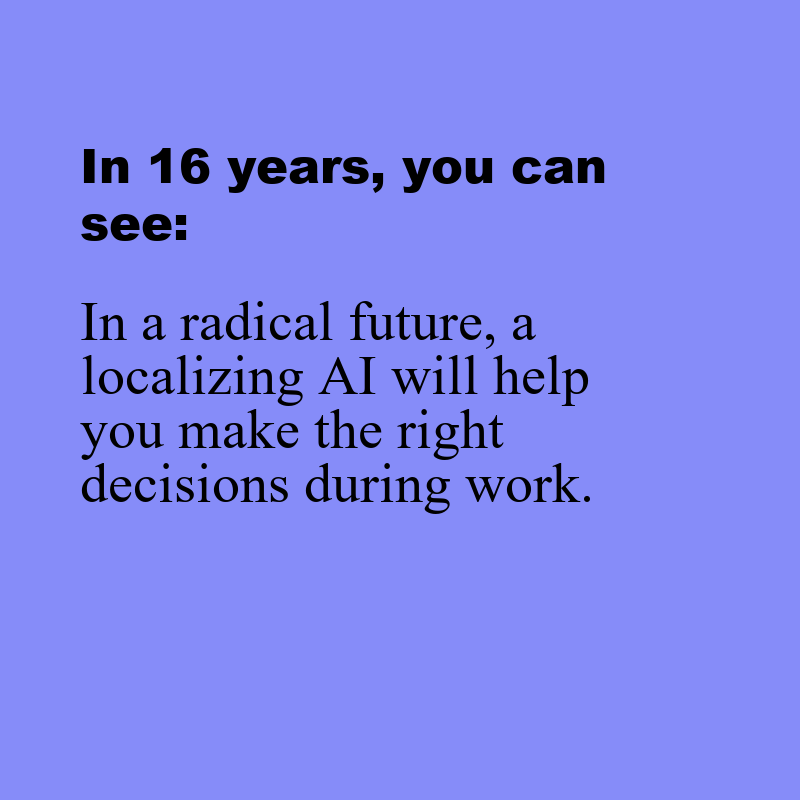 In 16 years, you can
see:
In a radical future, a
localizing AI will help
you make the right
decisions during work.